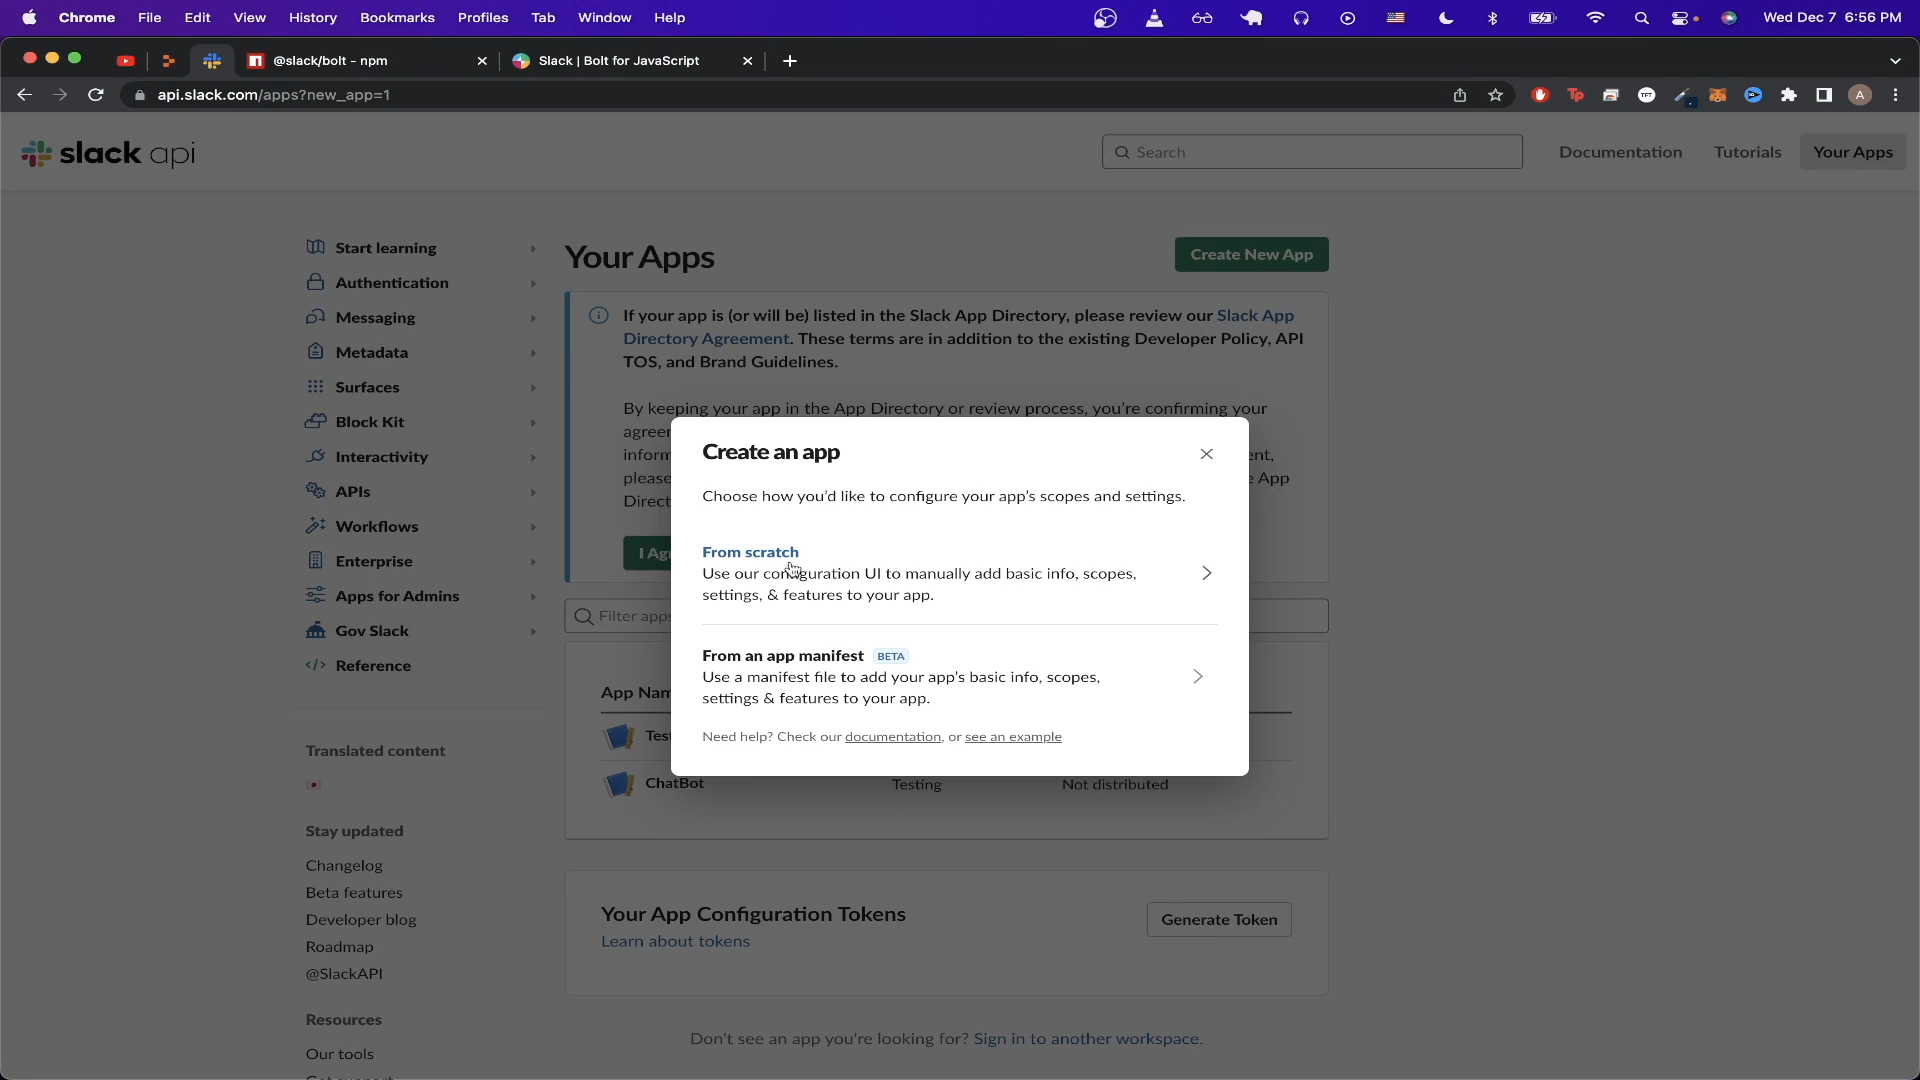 Chrome File Edit View History Bookmarks Profiles Tab Window Help Wed Dec 7 6:56 PM
@slack/bolt - npm Slack | Bolt for JavaScript
api.slack.com/apps?new_app=1
slack api Search Documentation Tutorials Your Apps
Start learning
Authentication
Messaging
Metadata
Surfaces
Block Kit
Interactivity
APIs
Workflows
Enterprise
Apps for Admins
Gov Slack
Reference
Translated content
Stay updated
Changelog
Beta features
Developer blog
Roadmap
@SlackAPI
Resources
Our tools
Your Apps Create New App
If your app is (or will be) listed in the Slack App Directory, please review our Slack App
Directory Agreement. These terms are in addition to the existing Developer Policy, API
TOS, and Brand Guidelines.
By keeping your app in the App Directory or review process, you're confirming your
Create an app
Choose how you'd like to configure your app's scopes and settings.
From scratch
Use our configuration UI to manually add basic info, scopes,
settings, & features to your app.
From an app manifest BETA
Use a manifest file to add your app's basic info, scopes,
settings & features to your app.
Need help? Check our documentation, or see an example
Filter apps
ChatBot Testing Not distributed
Your App Configuration Tokens Generate Token
Learn about tokens
Don't see an app you're looking for? Sign in to another workspace.